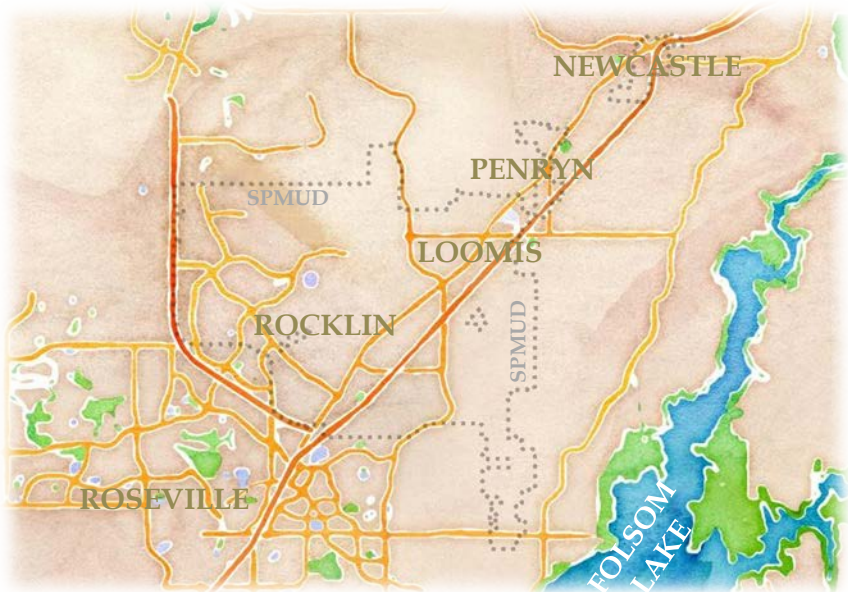 NEWCASTLE
PENRYN
SPMUD
LOOMIS
SPMUD
ROCKLIN
ROSEVILLE
FOLSOM
LAKE